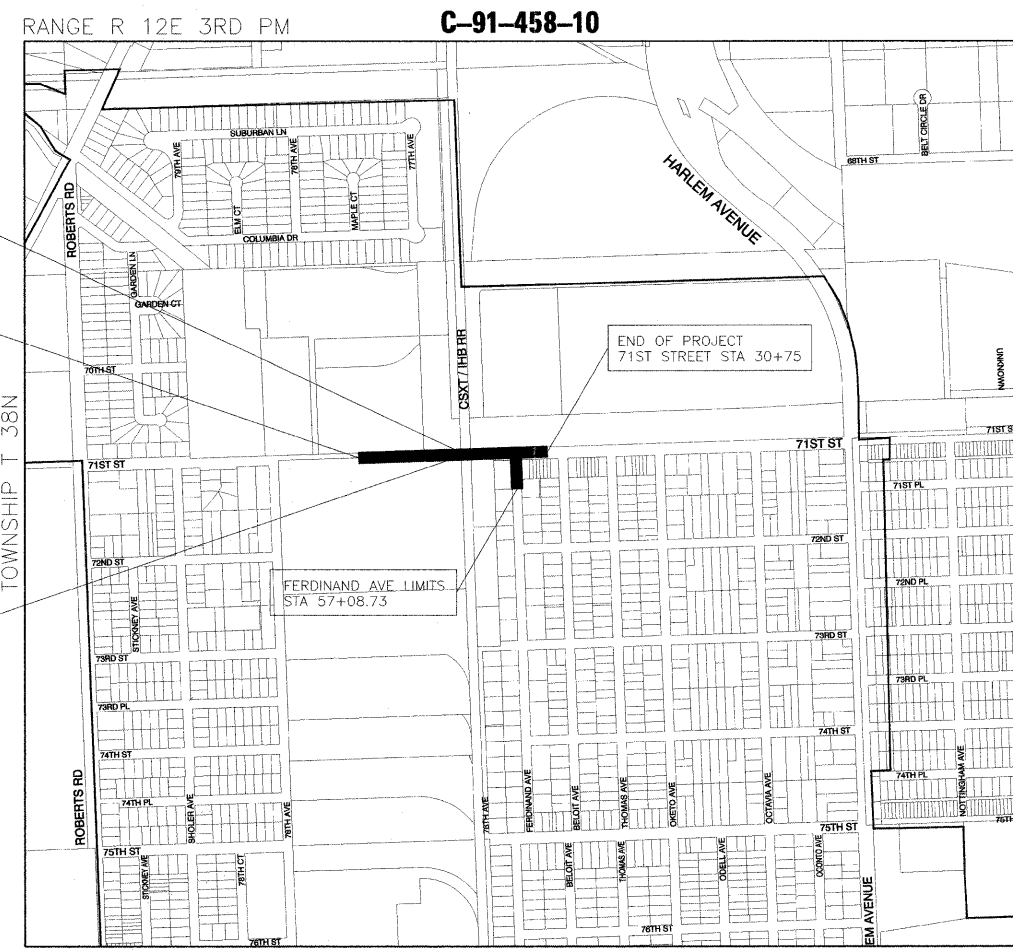 RANGE R 12E 3RD PM
C–91–458–10
BELT CIRCLE DR
SUBURBAN LN
79TH AVE
78TH AVE
77TH AVE
68TH ST
HARLEM AVENUE
ROBERTS RD
ELM CT
MAPLE CT
COLUMBIA DR
GARDEN LN
GARDEN CT
END OF PROJECT
71ST STREET STA 30+75
CSXT / IHB RR
UNKNOWN
70TH ST
TOWNSHIP T 38N
71ST S
71ST ST
71ST ST
71ST PL
72ND ST
72ND ST
72ND PL
FERDINAND AVE LIMITS
STA 57+08.73
STICKNEY AVE
73RD ST
73RD ST
73RD PL
73RD PL
74TH ST
74TH ST
ROBERTS RD
74TH PL
74TH PL
SHOLER AVE
78TH AVE
76TH AVE
FERDINAND AVE
BELOIT AVE
THOMAS AVE
OKETO AVE
OCTAVIA AVE
NOTTINGHAM AVE
75TH ST
75TH ST
75TH
STICKNEY AVE
78TH CT
BELOIT AVE
THOMAS AVE
ODELL AVE
OCONTO AVE
EM AVENUE
76TH ST
76TH ST